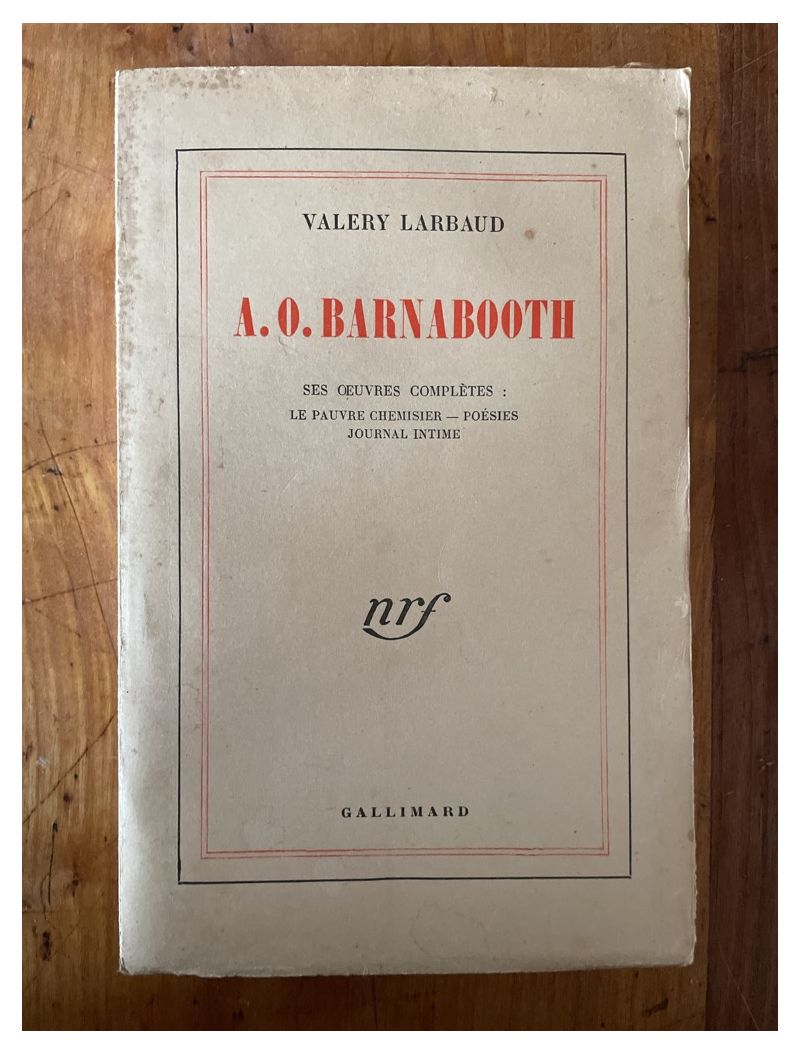 VALERY LARBAUD
A. O. BARNABOOTH
SES ŒUVRES COMPLÈTES :
LE PAUVRE CHEMISIER — POÉSIES
JOURNAL INTIME
nrf
GALLIMARD